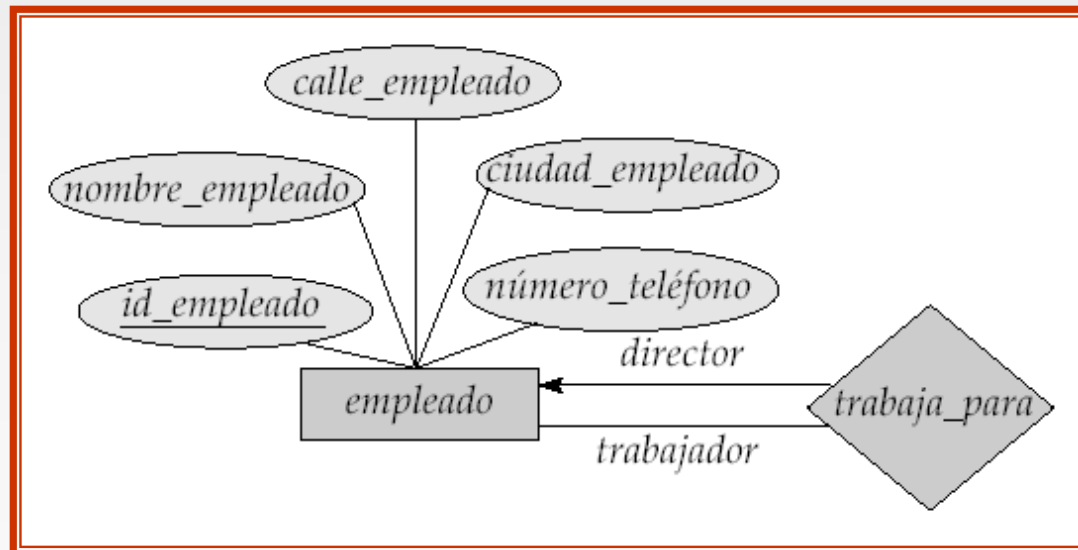 calle_empleado
nombre_empleado
ciudad_empleado
id_empleado
número_teléfono
director
empleado
trabaja_para
trabajador